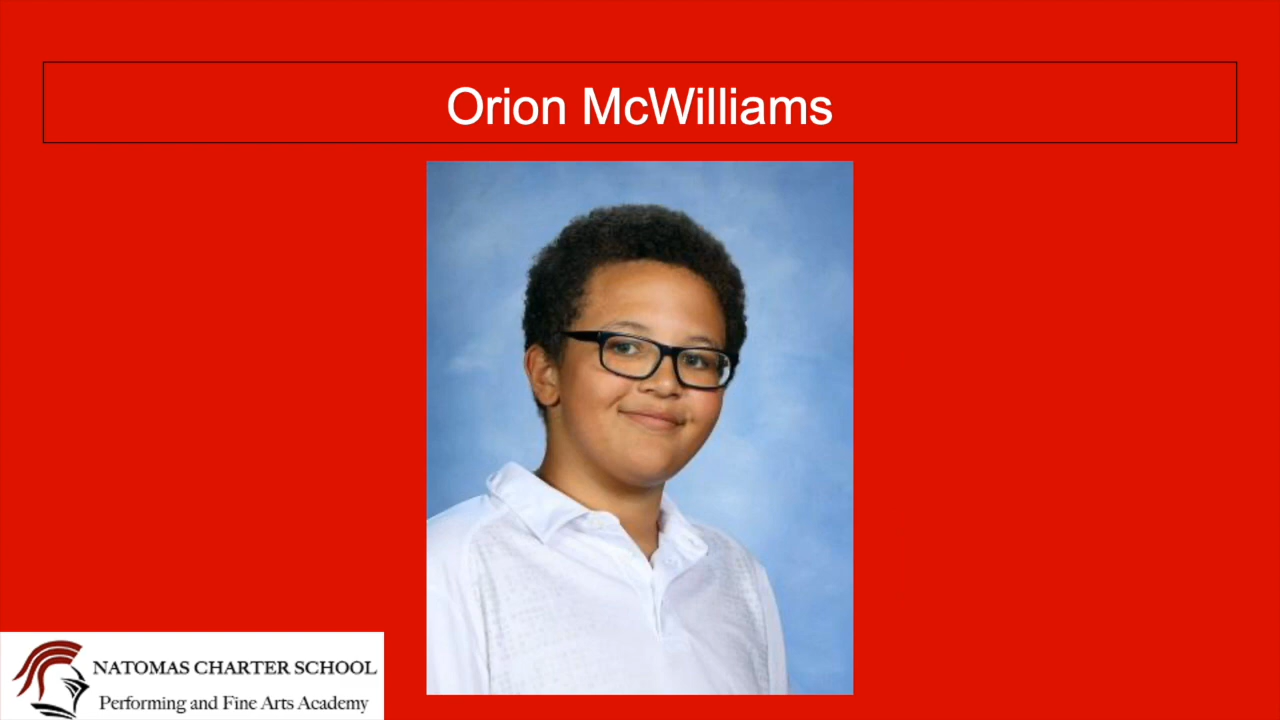 Orion McWilliams
NATOMAS CHARTER SCHOOL
Performing and Fine Arts Academy